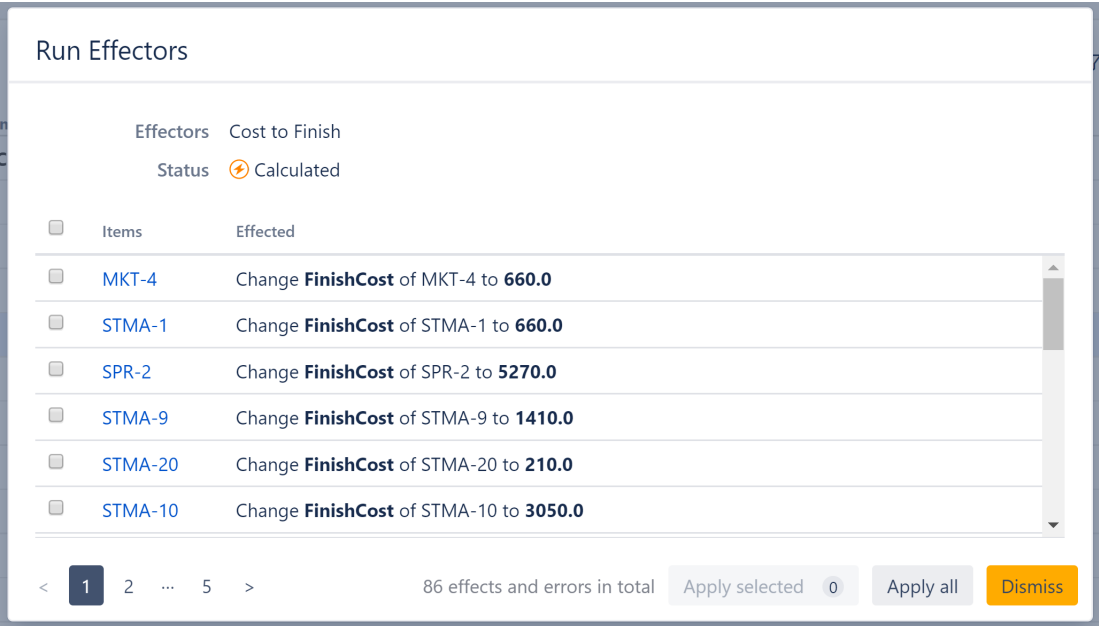 Run Effectors
Effectors Cost to Finish
Status Calculated
Items Effected
MKT-4 Change FinishCost of MKT-4 to 660.0
STMA-1 Change FinishCost of STMA-1 to 660.0
SPR-2 Change FinishCost of SPR-2 to 5270.0
STMA-9 Change FinishCost of STMA-9 to 1410.0
STMA-20 Change FinishCost of STMA-20 to 210.0
STMA-10 Change FinishCost of STMA-10 to 3050.0
< 1 2 ... 5 > 86 effects and errors in total Apply selected 0 Apply all Dismiss